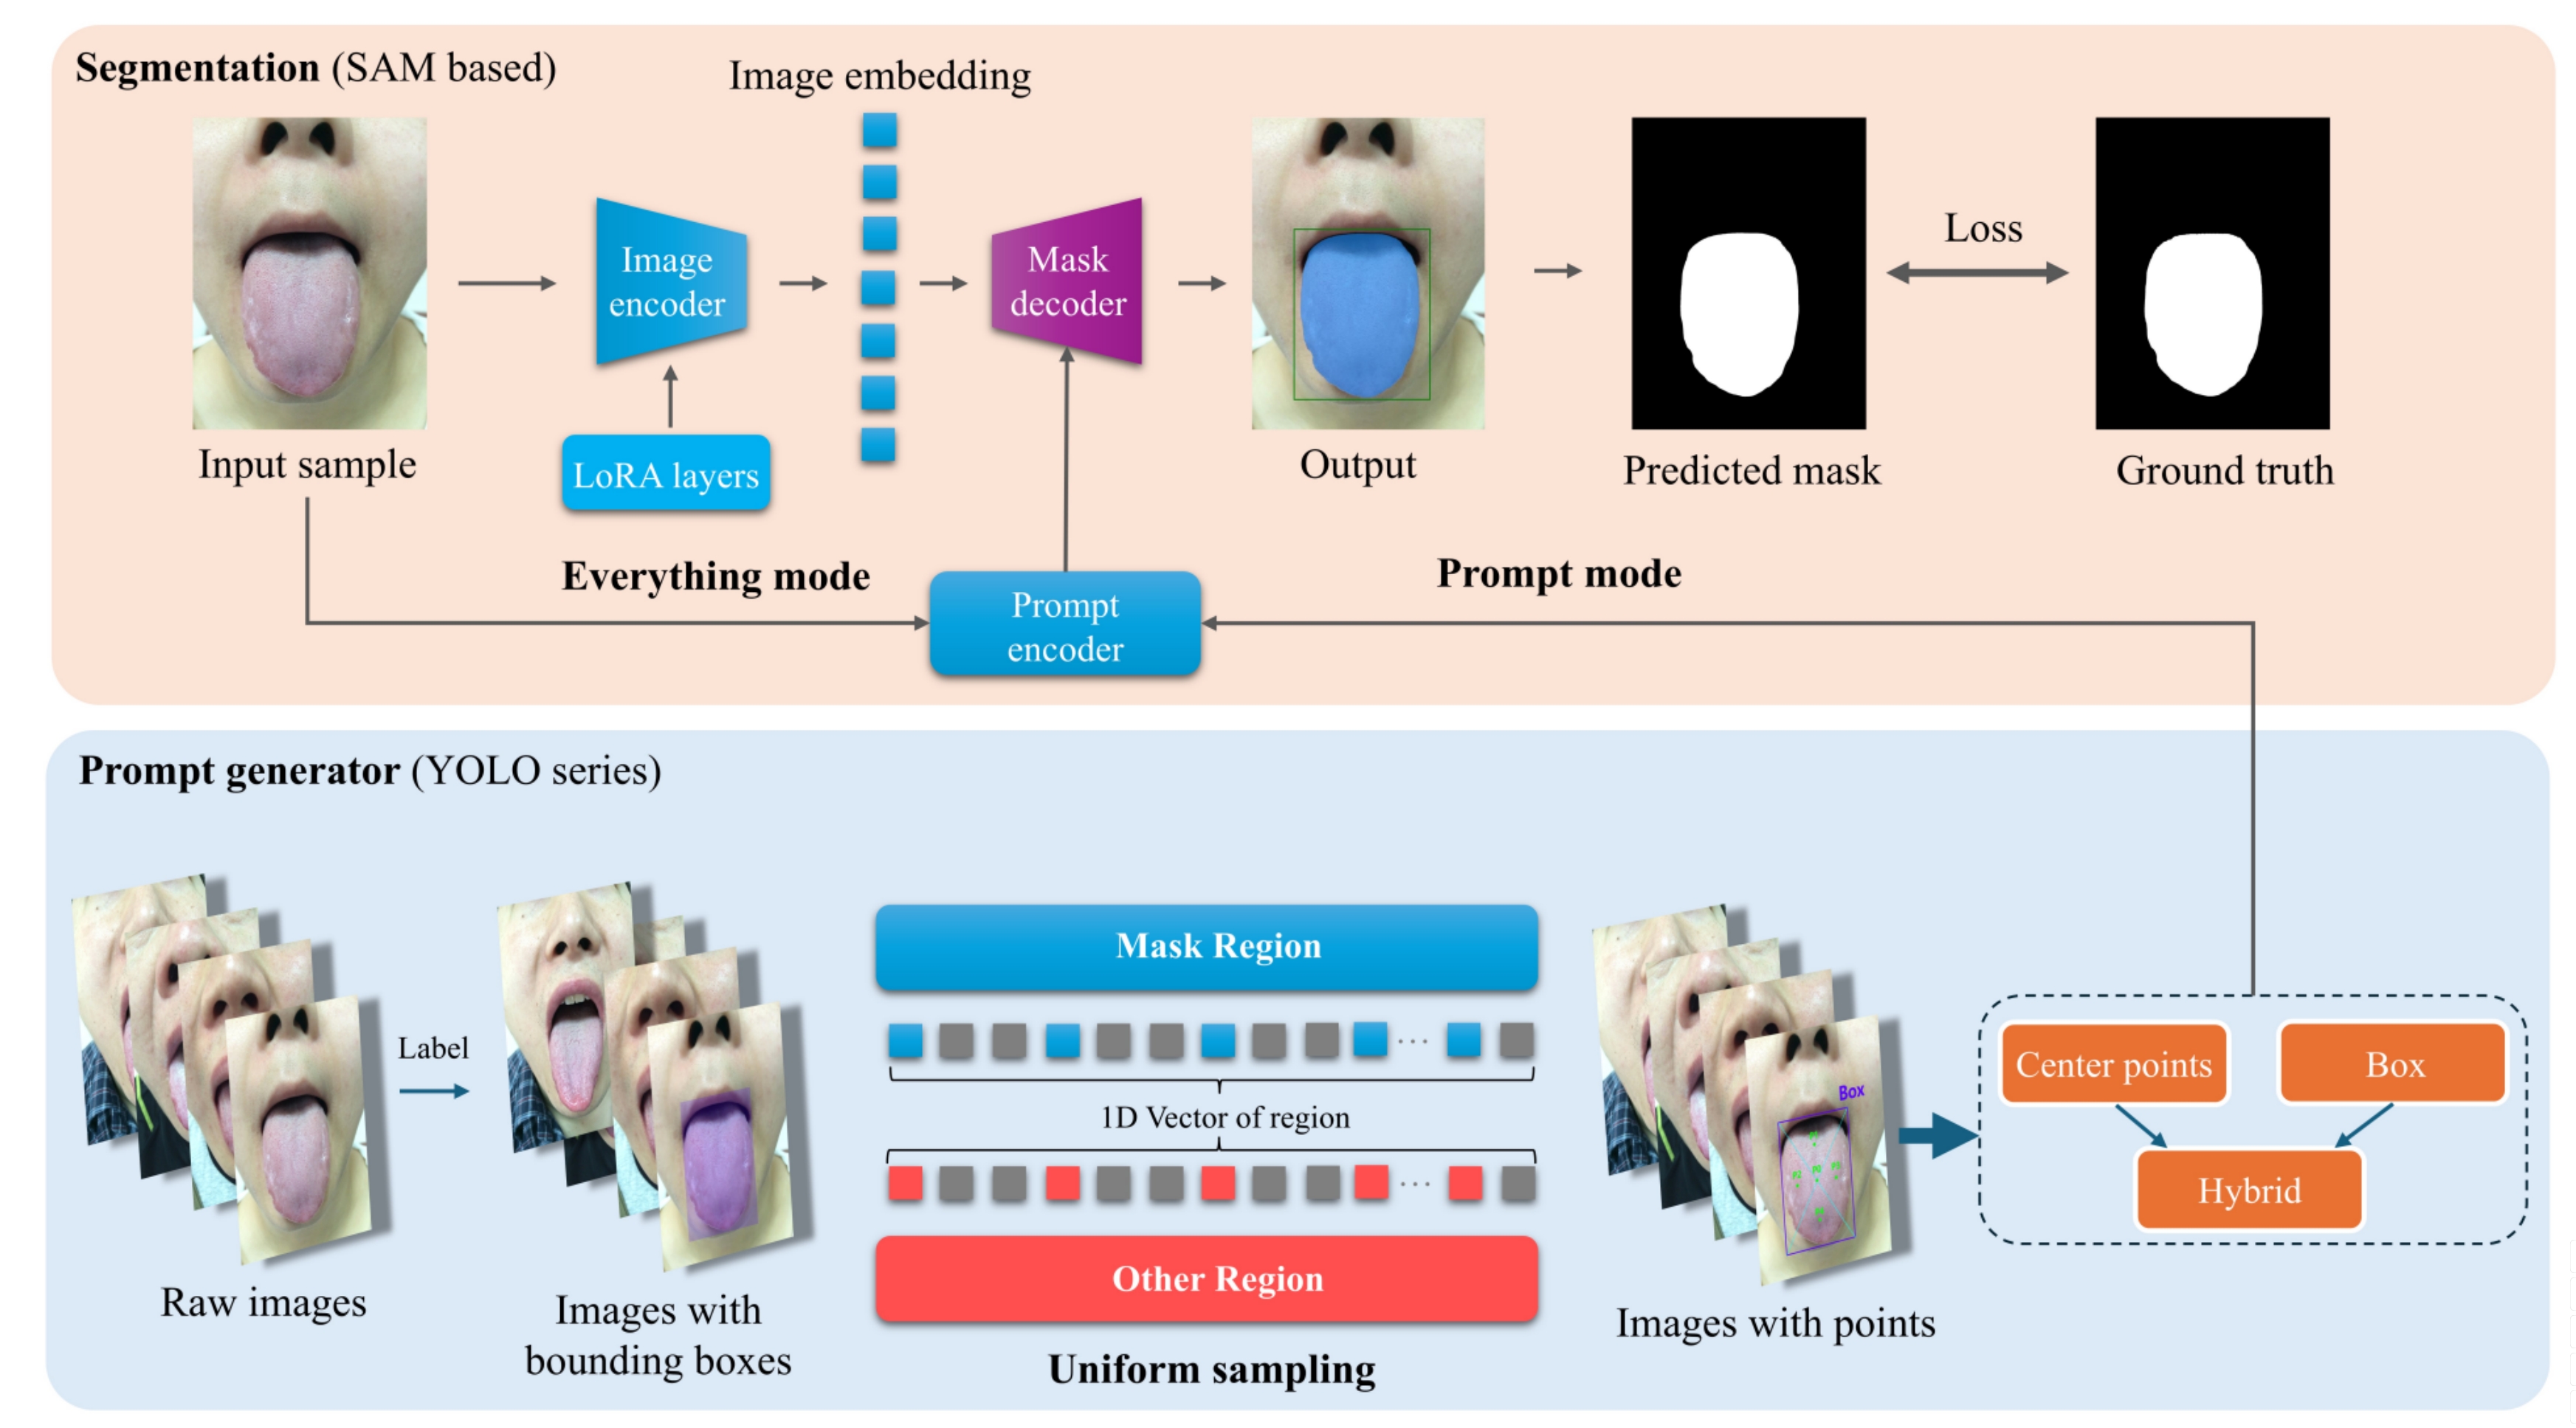 Segmentation (SAM based)
Image embedding
Image
encoder
Mask
decoder
Loss
LoRA layers
Input sample
Output
Predicted mask
Ground truth
Everything mode
Prompt mode
Prompt
encoder
Prompt generator (YOLO series)
Label
Mask Region
...
1D Vector of region
...
Other Region
Uniform sampling
Raw images
Images with
bounding boxes
Box
P2
P0
Images with points
Center points
Box
Hybrid